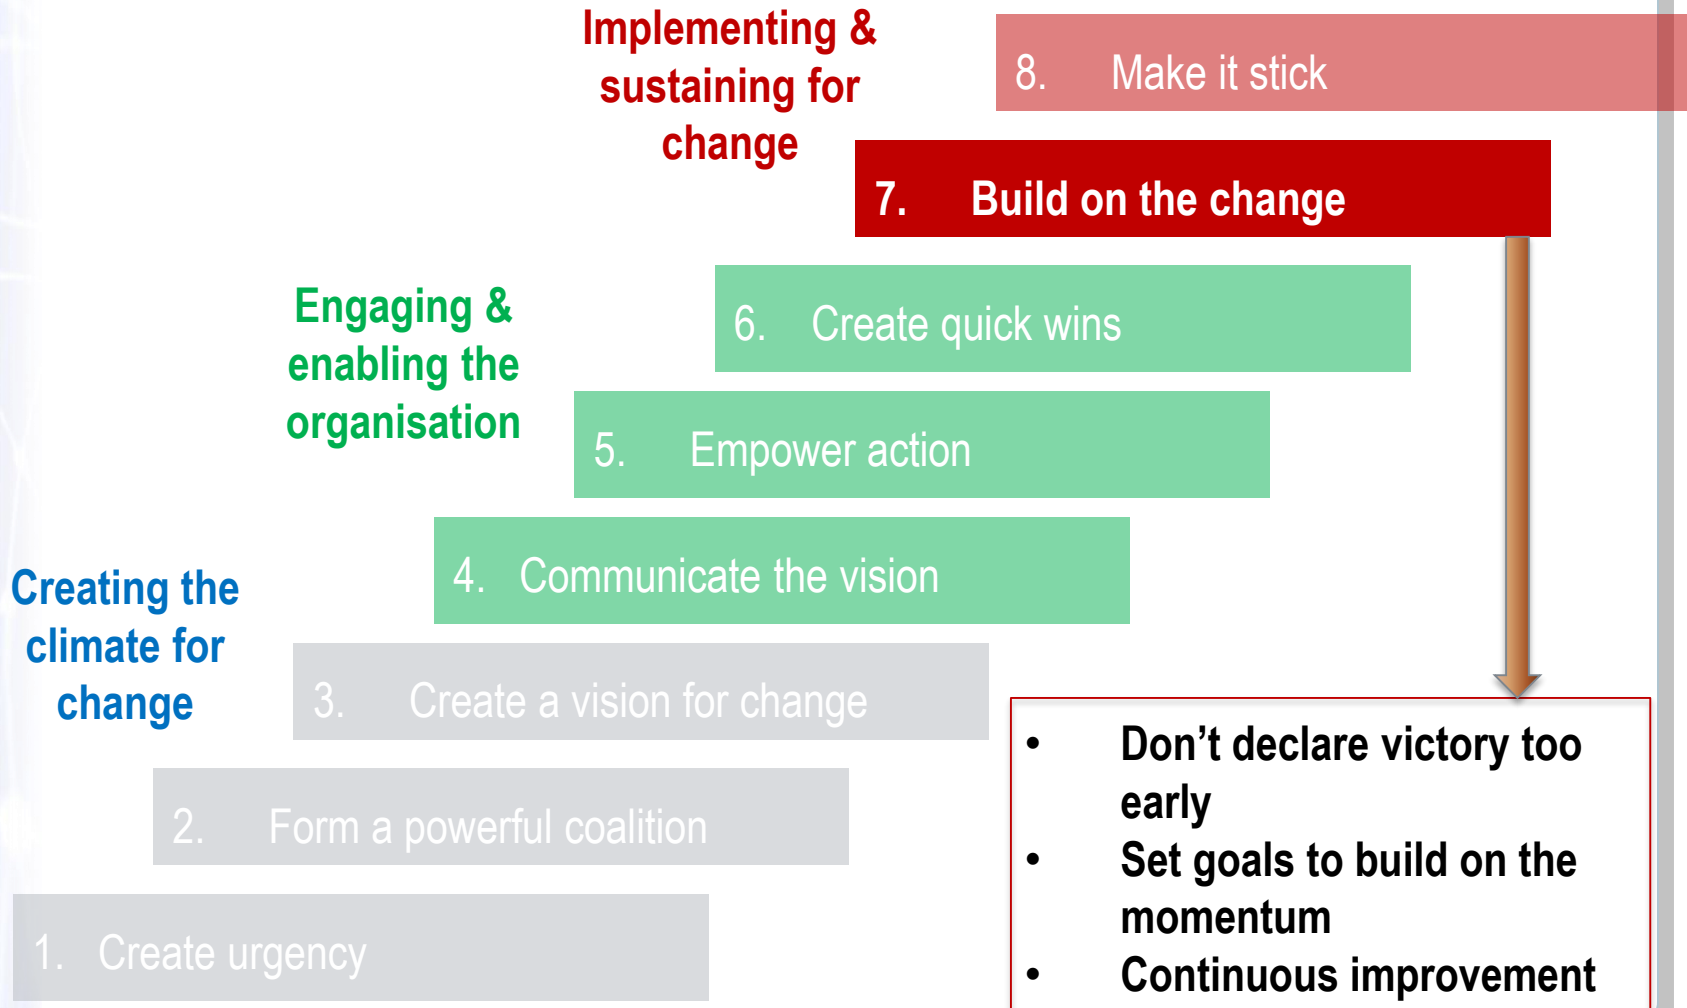 Implementing &
sustaining for
change
8. Make it stick
7. Build on the change
Engaging &
enabling the
organisation
6. Create quick wins
5. Empower action
4. Communicate the vision
Creating the
climate for
change
3. Create a vision for change
2. Form a powerful coalition
1. Create urgency
• Don’t declare victory too
early
• Set goals to build on the
momentum
• Continuous improvement